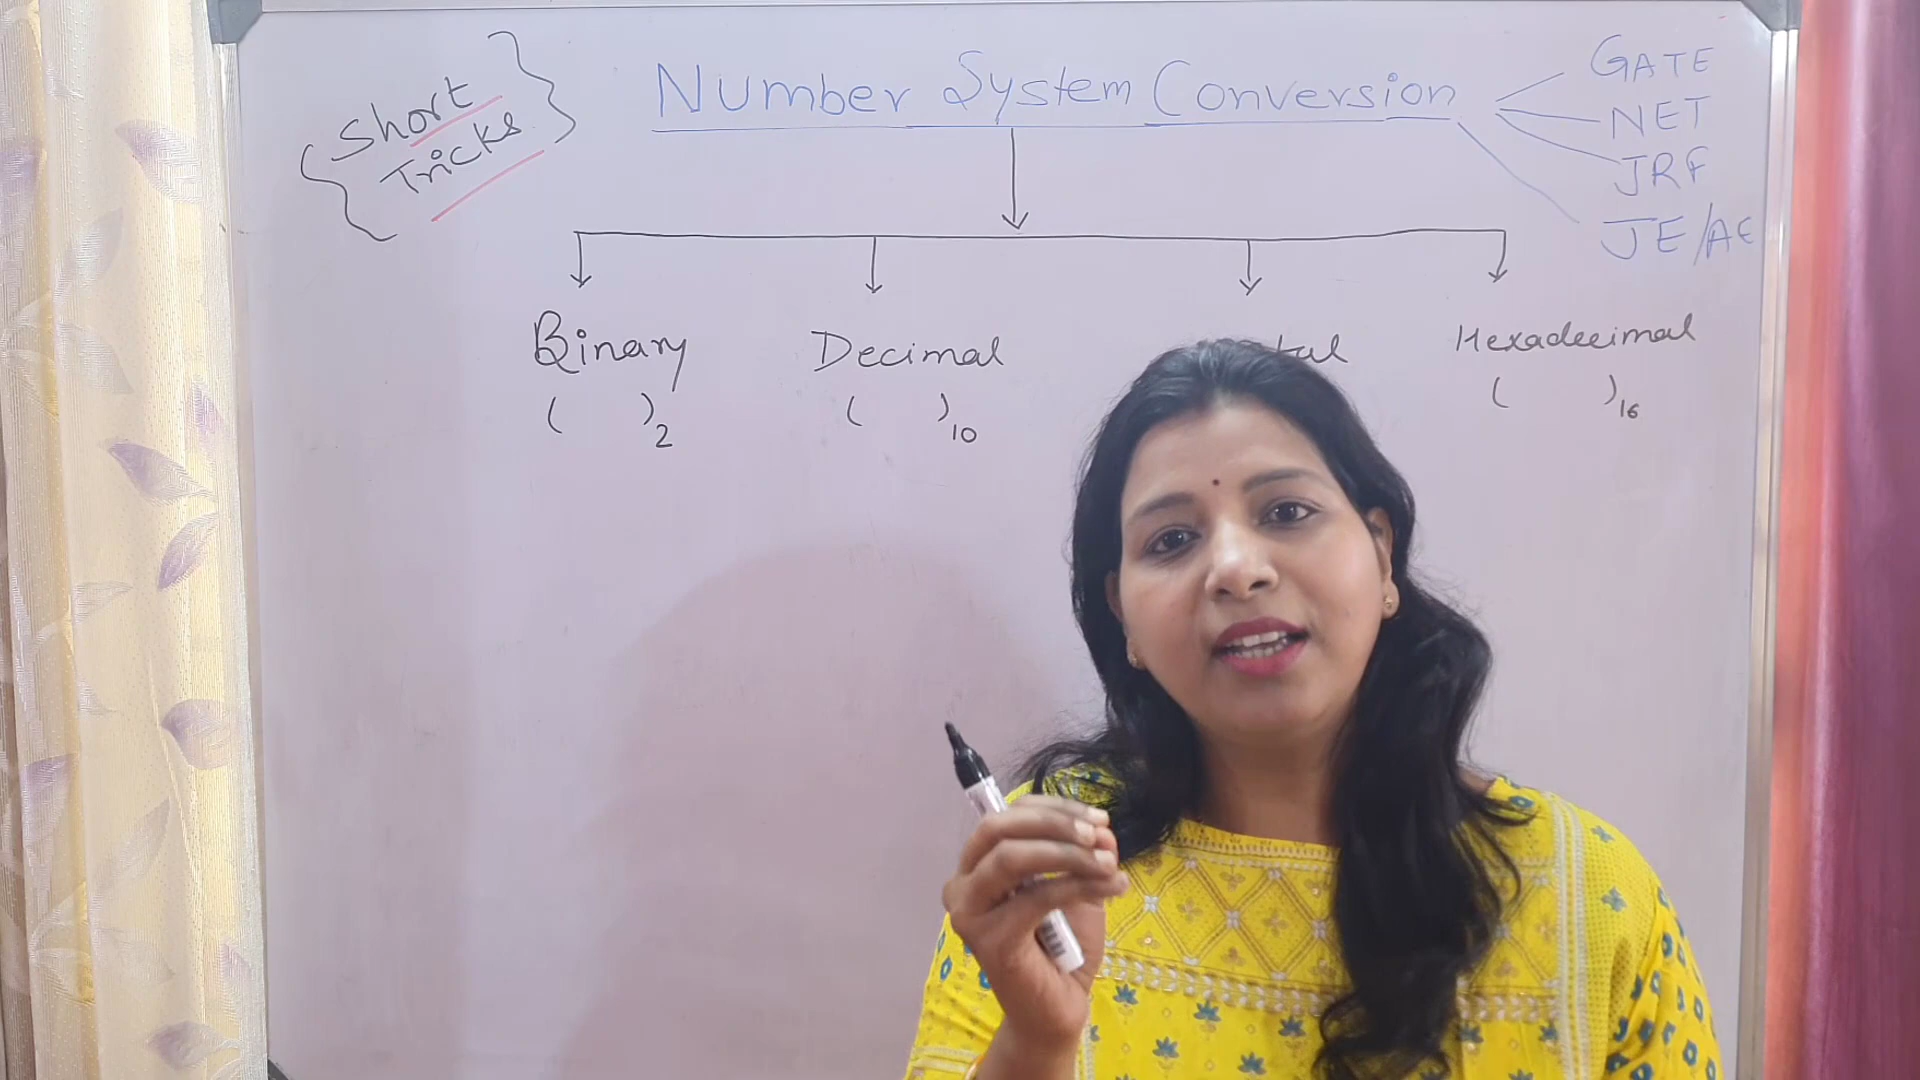 Short
Tricks
Number System Conversion
GATE
NET
JRF
JE/AE
Binary Decimal Hexadecimal
( )2 ( )10 ( )16